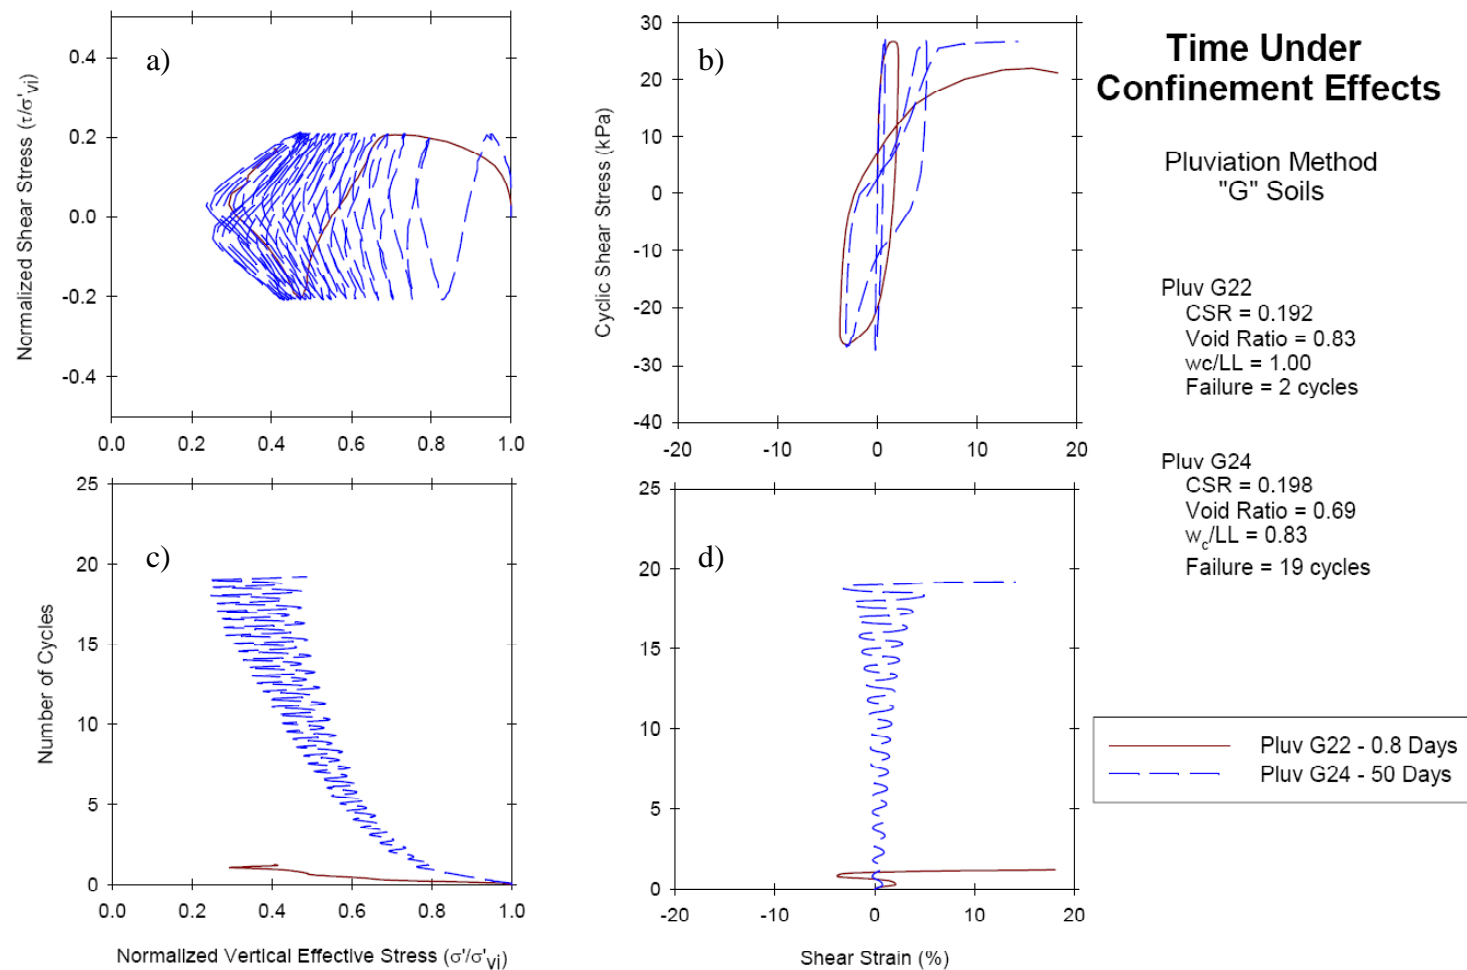 Time Under
Confinement Effects
Pluviation Method
"G" Soils
Pluv G22
CSR = 0.192
Void Ratio = 0.83
wc/LL = 1.00
Failure = 2 cycles
Pluv G24
CSR = 0.198
Void Ratio = 0.69
wc/LL = 0.83
Failure = 19 cycles
Pluv G22 - 0.8 Days
Pluv G24 - 50 Days
a)
Normalized Shear Stress (τ/σ'vi)
0.4
0.2
0.0
-0.2
-0.4
0.0 0.2 0.4 0.6 0.8 1.0
b)
Cyclic Shear Stress (kPa)
30
20
10
0
-10
-20
-30
-40
-20 -10 0 10 20
c)
Number of Cycles
25
20
15
10
5
0
0.0 0.2 0.4 0.6 0.8 1.0
Normalized Vertical Effective Stress (σ'/σ'vi)
d)
25
20
15
10
5
0
-20 -10 0 10 20
Shear Strain (%)